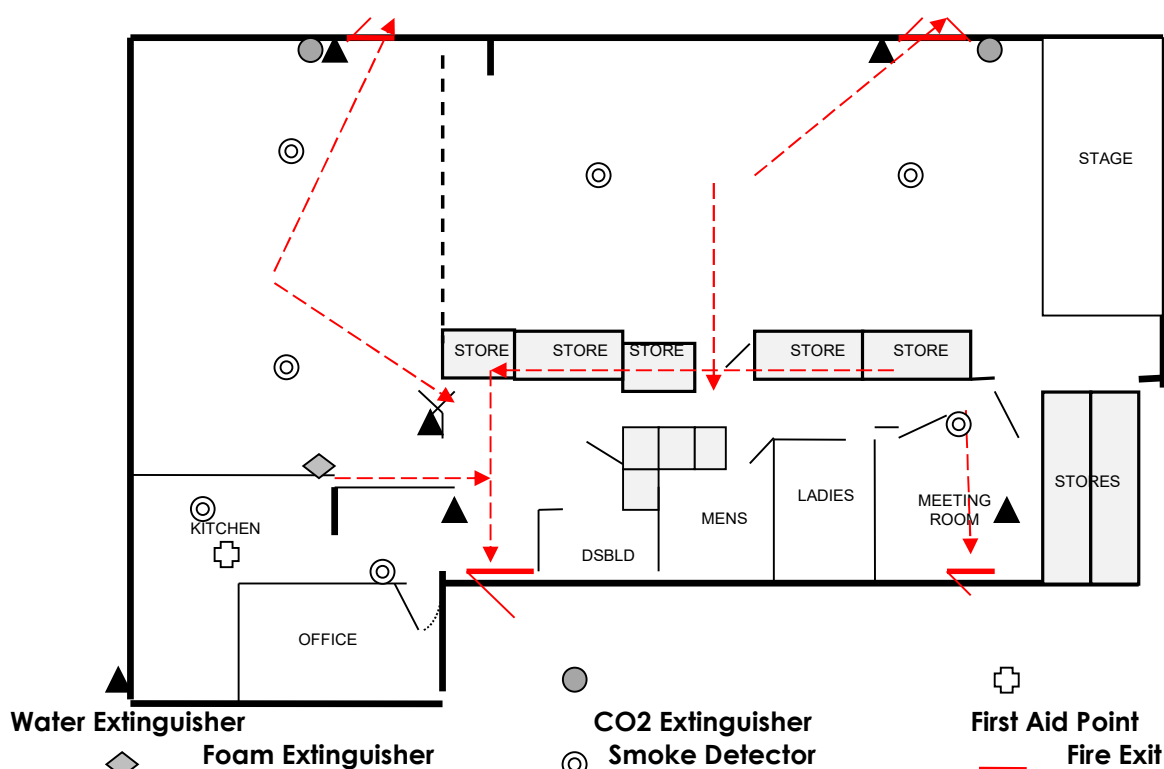 STAGE
STORE STORE STORE STORE STORE
STORES
LADIES
MEETING
ROOM
MENS
KITCHEN
DSBLD
OFFICE
Water Extinguisher CO2 Extinguisher First Aid Point
Foam Extinguisher Smoke Detector Fire Exit